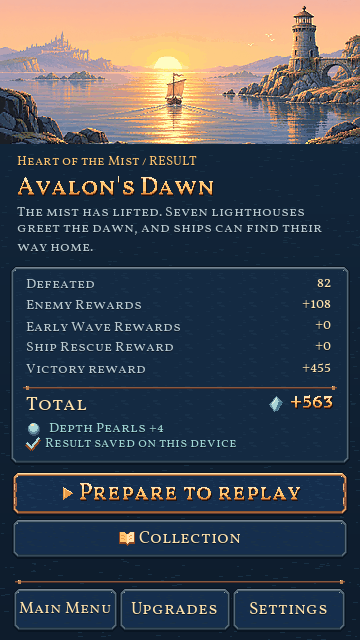 Heart of the Mist / RESULT
Avalon's Dawn
The mist has lifted. Seven lighthouses
greet the dawn, and ships can find their
way home.
Defeated 82
Enemy Rewards +108
Early Wave Rewards +0
Ship Rescue Reward +0
Victory reward +455
Total +563
Depth Pearls +4
Result saved on this device
Prepare to replay
Collection
Main Menu Upgrades Settings